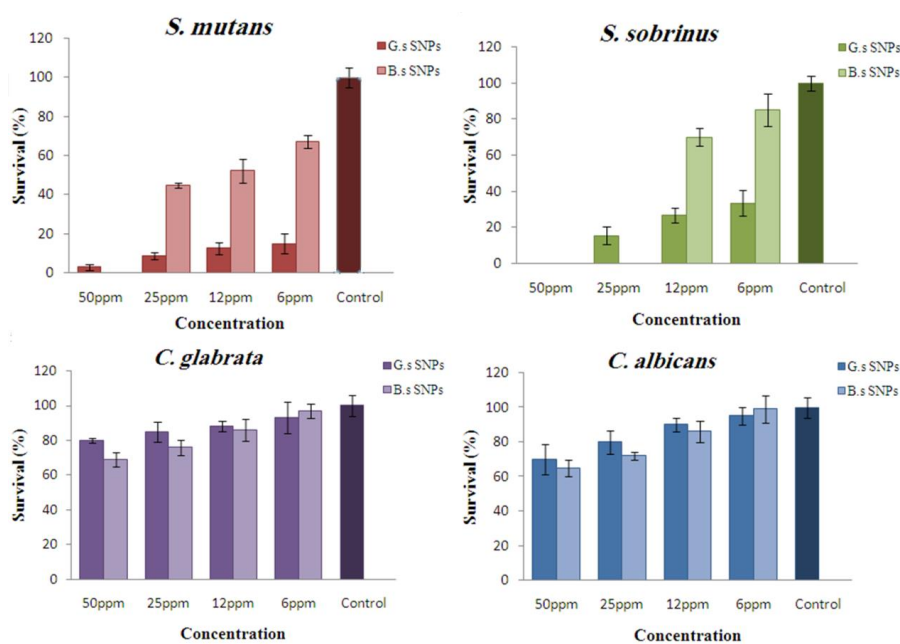 S. mutans
120
100
80
60
40
20
0
Survival (%)
G.s SNPs
B.s SNPs
50ppm 25ppm 12ppm 6ppm Control
Concentration
S. sobrinus
120
100
80
60
40
20
0
Survival (%)
G.s SNPs
B.s SNPs
50ppm 25ppm 12ppm 6ppm Control
Concentration
C. glabrata
120
100
80
60
40
20
0
Survival (%)
G.s SNPs
B.s SNPs
50ppm 25ppm 12ppm 6ppm Control
Concentration
C. albicans
120
100
80
60
40
20
0
Survival (%)
G.s SNPs
B.s SNPs
50ppm 25ppm 12ppm 6ppm Control
Concentration